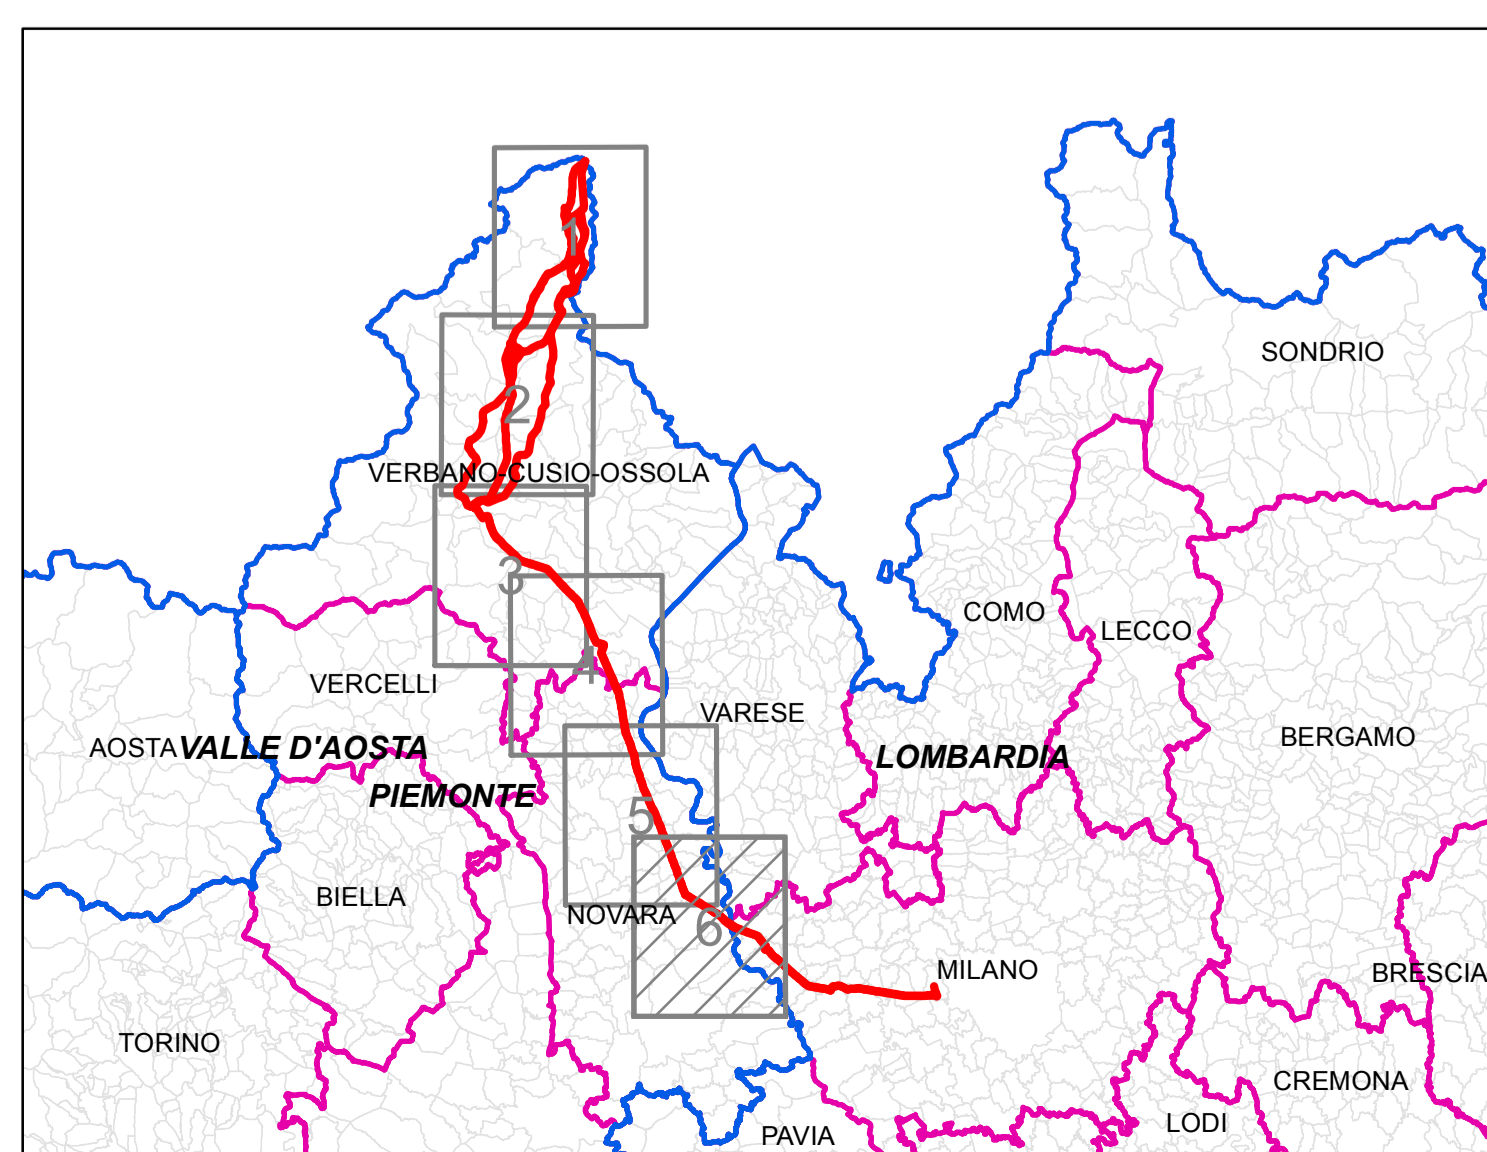 1
SONDRIO
2
VERBANO-CUSIO-OSSOLA
3
COMO
LECCO
4
VERCELLI
VARESE
AOSTA VALLE D'AOSTA
LOMBARDIA
BERGAMO
PIEMONTE
5
BIELLA
NOVARA
6
MILANO
BRESCIA
TORINO
CREMONA
LODI
PAVIA